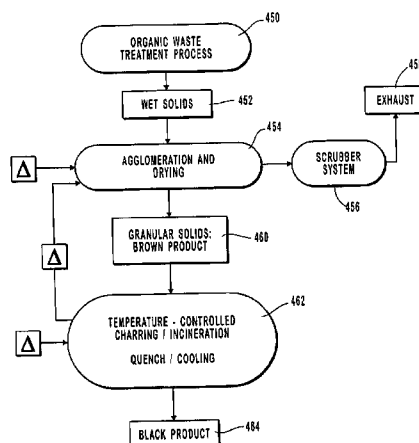 450
ORGANIC WASTE
TREATMENT PROCESS
WET SOLIDS
452
EXHAUST
454
AGGLOMERATION AND
DRYING
SCRUBBER
SYSTEM
456
Δ
GRANULAR SOLIDS:
BROWN PRODUCT
460
Δ
462
TEMPERATURE - CONTROLLED
CHARRING / INCINERATION
QUENCH / COOLING
Δ
BLACK PRODUCT
464